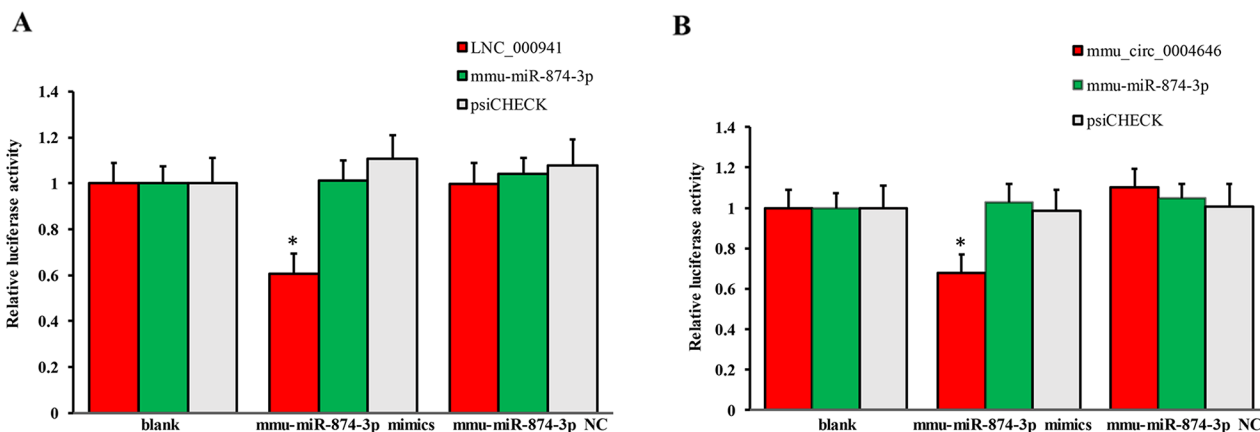 A
LNC_000941
mmu-miR-874-3p
psiCHECK
Relative luciferase activity
1.4
1.2
1
0.8
0.6
0.4
0.2
0
*
blank
mmu-miR-874-3p mimics
mmu-miR-874-3p NC
B
mmu_circ_0004646
mmu-miR-874-3p
psiCHECK
Relative luciferase activity
1.4
1.2
1
0.8
0.6
0.4
0.2
0
*
blank
mmu-miR-874-3p mimics
mmu-miR-874-3p NC